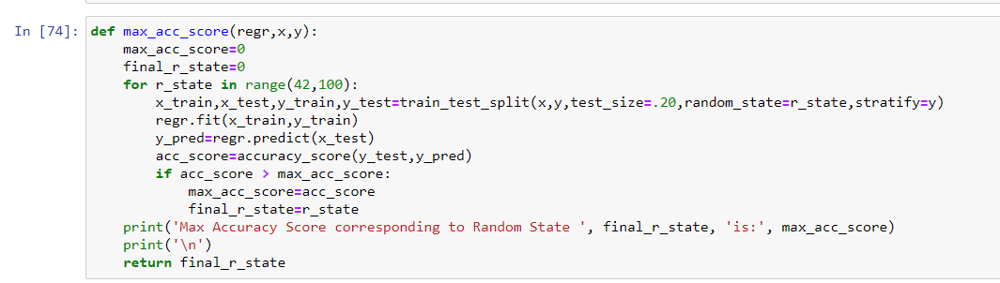 In [74]: def max_acc_score(regr,x,y):
    max_acc_score=0
    final_r_state=0
    for r_state in range(42,100):
        x_train,x_test,y_train,y_test=train_test_split(x,y,test_size=.20,random_state=r_state,stratify=y)
        regr.fit(x_train,y_train)
        y_pred=regr.predict(x_test)
        acc_score=accuracy_score(y_test,y_pred)
        if acc_score > max_acc_score:
            max_acc_score=acc_score
            final_r_state=r_state
    print('Max Accuracy Score corresponding to Random State ', final_r_state, 'is:', max_acc_score)
    print('\n')
    return final_r_state